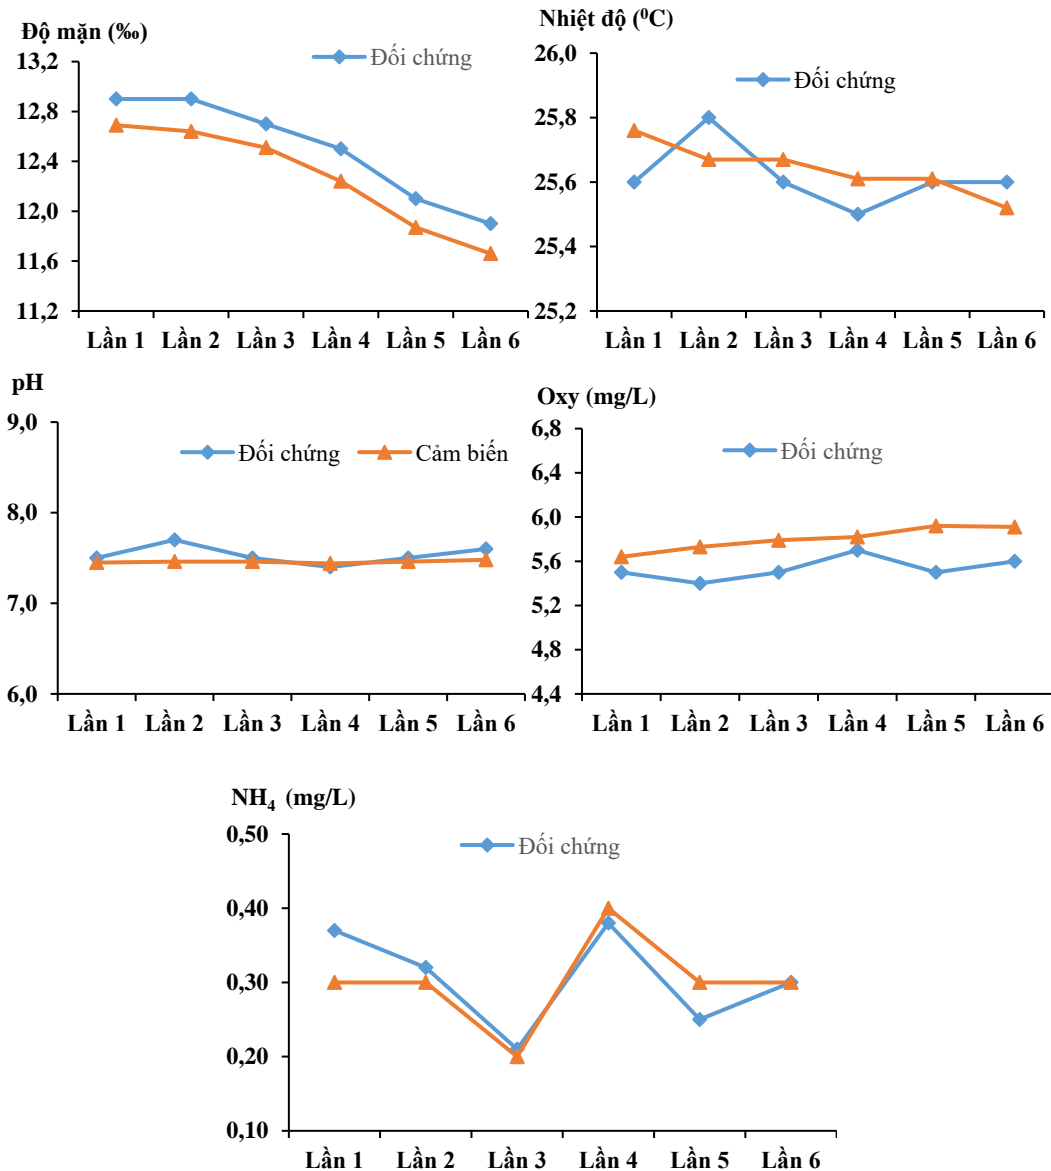 Độ mặn (‰)
Đối chứng
13,2
12,8
12,4
12,0
11,6
11,2
Lần 1 Lần 2 Lần 3 Lần 4 Lần 5 Lần 6
Nhiệt độ (⁰C)
Đối chứng
26,0
25,8
25,6
25,4
25,2
Lần 1 Lần 2 Lần 3 Lần 4 Lần 5 Lần 6
pH
Đối chứng Cảm biến
9,0
8,0
7,0
6,0
Lần 1 Lần 2 Lần 3 Lần 4 Lần 5 Lần 6
Oxy (mg/L)
Đối chứng
6,8
6,4
6,0
5,6
5,2
4,8
4,4
Lần 1 Lần 2 Lần 3 Lần 4 Lần 5 Lần 6
NH₄ (mg/L)
Đối chứng
0,50
0,40
0,30
0,20
0,10
Lần 1 Lần 2 Lần 3 Lần 4 Lần 5 Lần 6